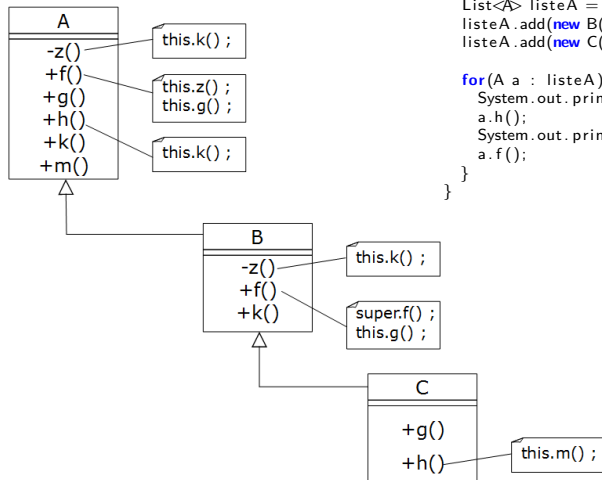 A
-z()
+f()
+g()
+h()
+k()
+m()
this.k() ;
this.z() ;
this.g() ;
this.k() ;
List<A> listeA =
listeA.add(new B(
listeA.add(new C(
for(A a : listeA)
System.out.prin
a.h();
System.out.prin
a.f();
}
}
B
-z()
+f()
+k()
this.k() ;
super.f() ;
this.g() ;
C
+g()
+h()
this.m() ;